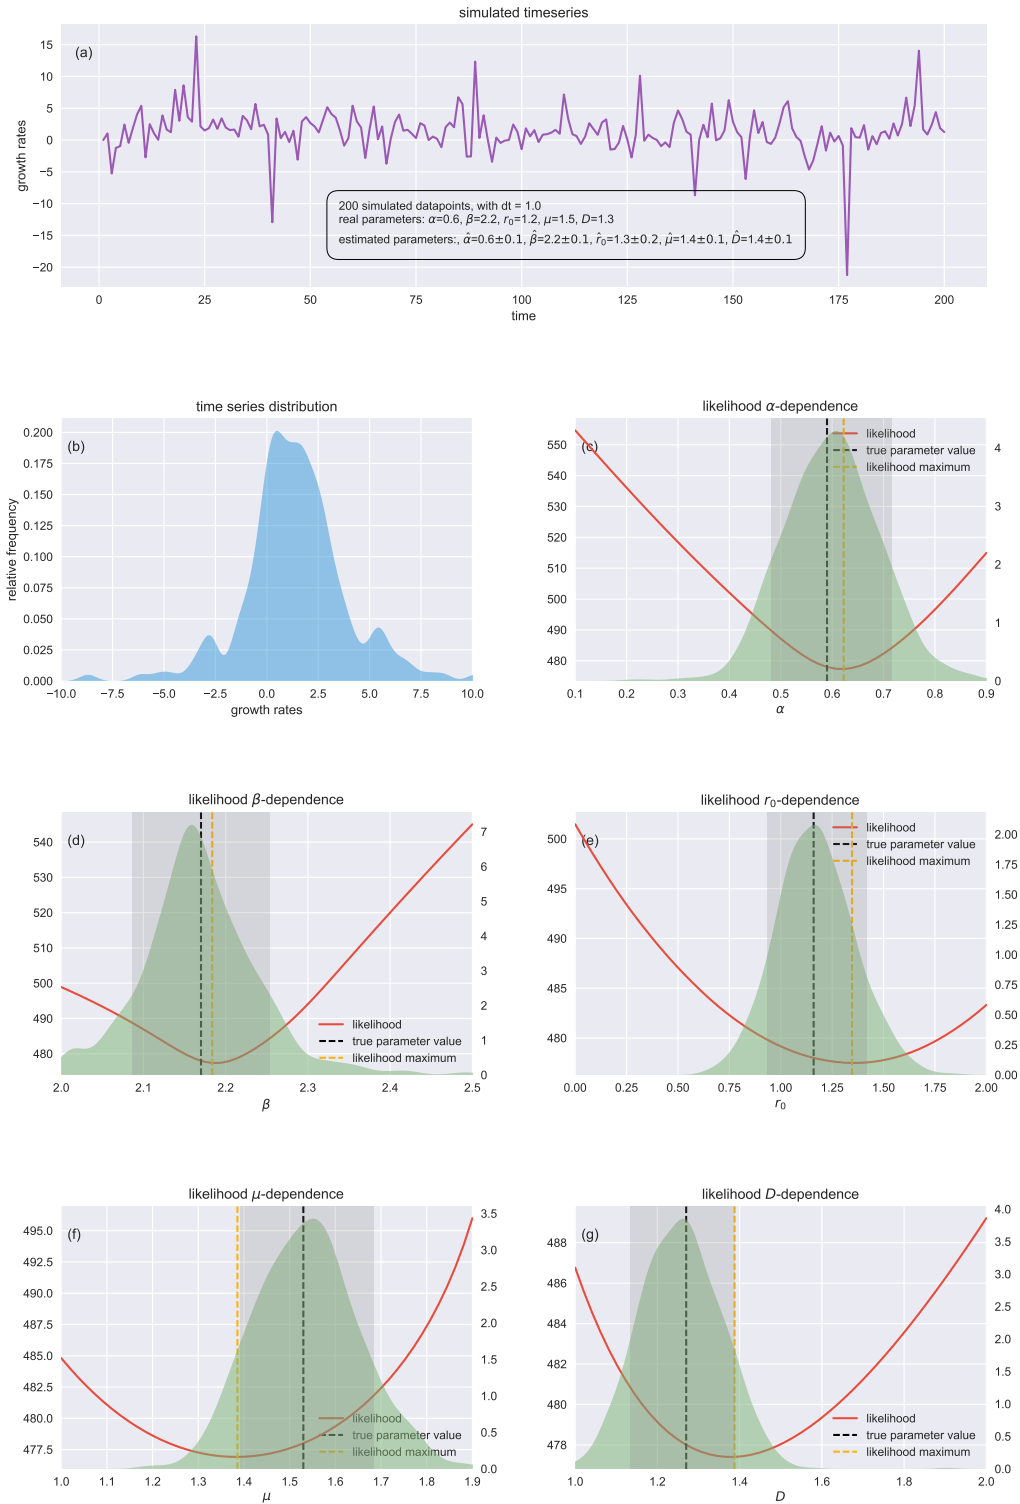 simulated timeseries
(a)
growth rates
15
10
5
0
−5
−10
−15
−20
200 simulated datapoints, with dt = 1.0
real parameters: α=0.6, β=2.2, r₀=1.2, μ=1.5, D=1.3
estimated parameters:, α̂=0.6±0.1, β̂=2.2±0.1, r̂₀=1.3±0.2, μ̂=1.4±0.1, D̂=1.4±0.1
0 25 50 75 100 125 150 175 200
time
time series distribution
(b)
relative frequency
0.200
0.175
0.150
0.125
0.100
0.075
0.050
0.025
0.000
−10.0 −7.5 −5.0 −2.5 0.0 2.5 5.0 7.5 10.0
growth rates
likelihood α-dependence
(c)
likelihood
true parameter value
likelihood maximum
550
540
530
520
510
500
490
480
4
3
2
1
0
0.1 0.2 0.3 0.4 0.5 0.6 0.7 0.8 0.9
α
likelihood β-dependence
(d)
540
530
520
510
500
490
480
7
6
5
4
3
2
1
0
likelihood
true parameter value
likelihood maximum
2.0 2.1 2.2 2.3 2.4 2.5
β
likelihood r₀-dependence
(e)
likelihood
true parameter value
likelihood maximum
500
495
490
485
480
2.00
1.75
1.50
1.25
1.00
0.75
0.50
0.25
0.00
0.00 0.25 0.50 0.75 1.00 1.25 1.50 1.75 2.00
r₀
likelihood μ-dependence
(f)
495.0
492.5
490.0
487.5
485.0
482.5
480.0
477.5
3.5
3.0
2.5
2.0
1.5
1.0
0.5
0.0
likelihood
true parameter value
likelihood maximum
1.0 1.1 1.2 1.3 1.4 1.5 1.6 1.7 1.8 1.9
μ
likelihood D-dependence
(g)
488
486
484
482
480
478
4.0
3.5
3.0
2.5
2.0
1.5
1.0
0.5
0.0
likelihood
true parameter value
likelihood maximum
1.0 1.2 1.4 1.6 1.8 2.0
D